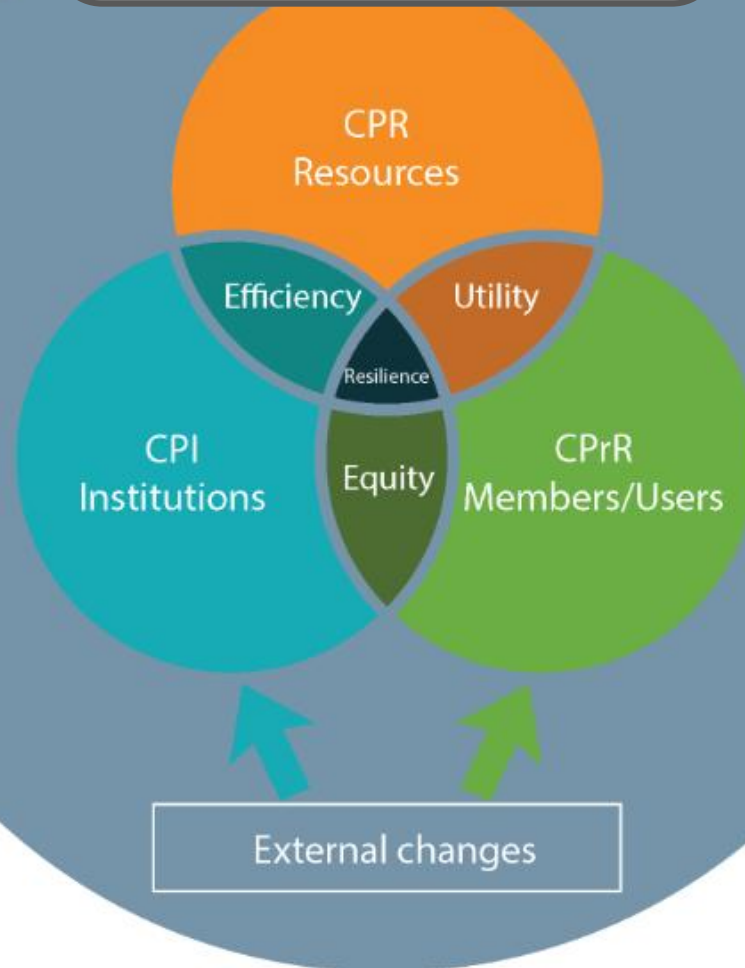 CPR
Resources
Efficiency
Utility
Resilience
CPI
Institutions
Equity
CPrR
Members/Users
External changes